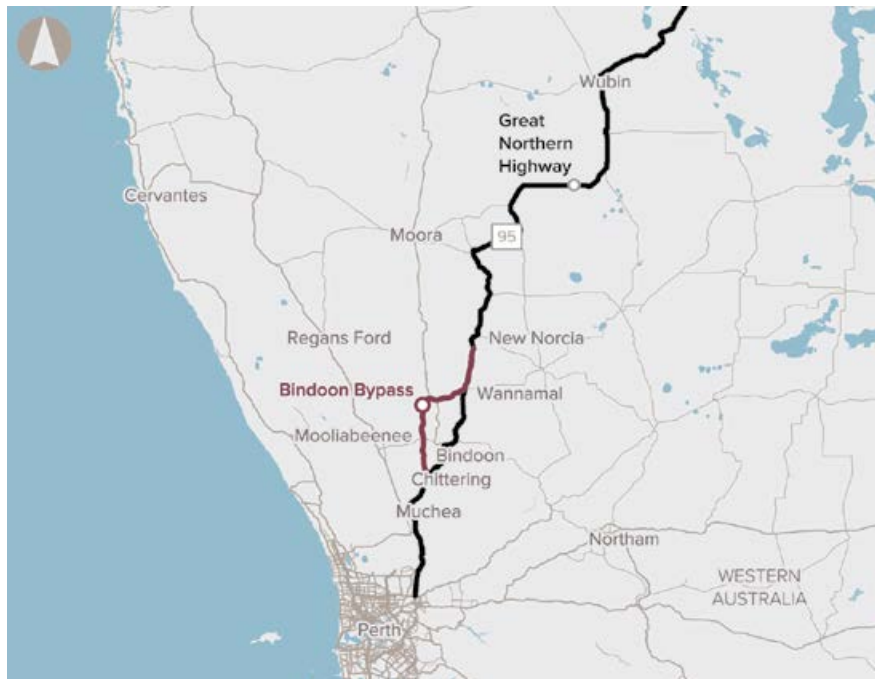 Wubin
Great
Northern
Highway
Cervantes
Moora
95
Regans Ford
New Norcia
Bindoon Bypass
Wannamal
Mooliabeenee
Bindoon
Chittering
Muchea
Northam
WESTERN
AUSTRALIA
Perth